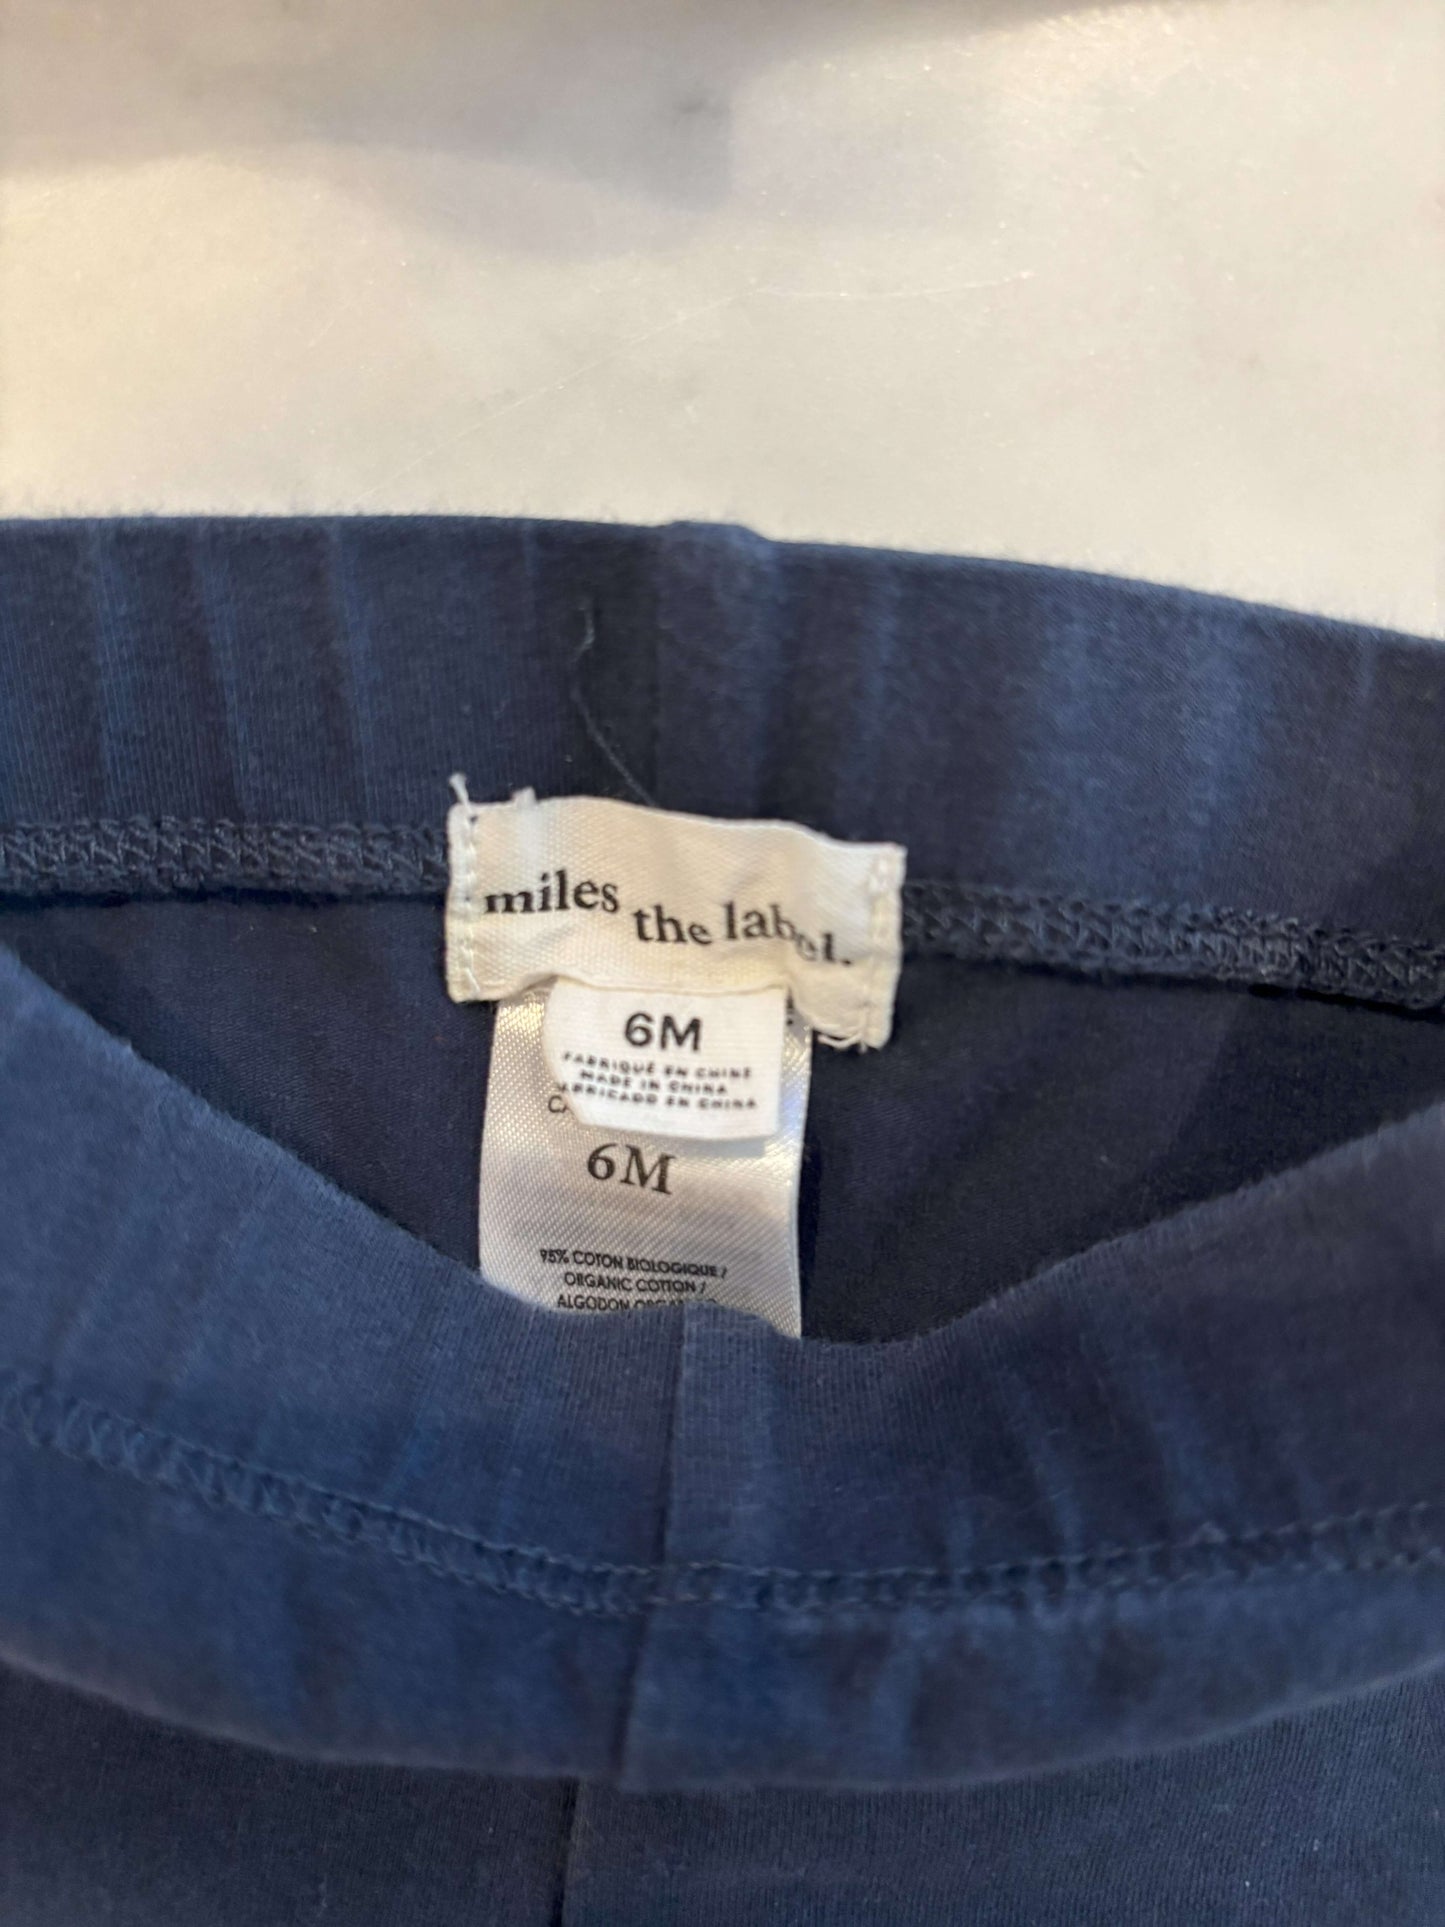 miles the label.
6M
FABRIQUÉ EN CHINE
MADE IN CHINA
FABRICADO EN CHINA
6M
95% COTON BIOLOGIQUE /
ORGANIC COTTON /
ALGODON